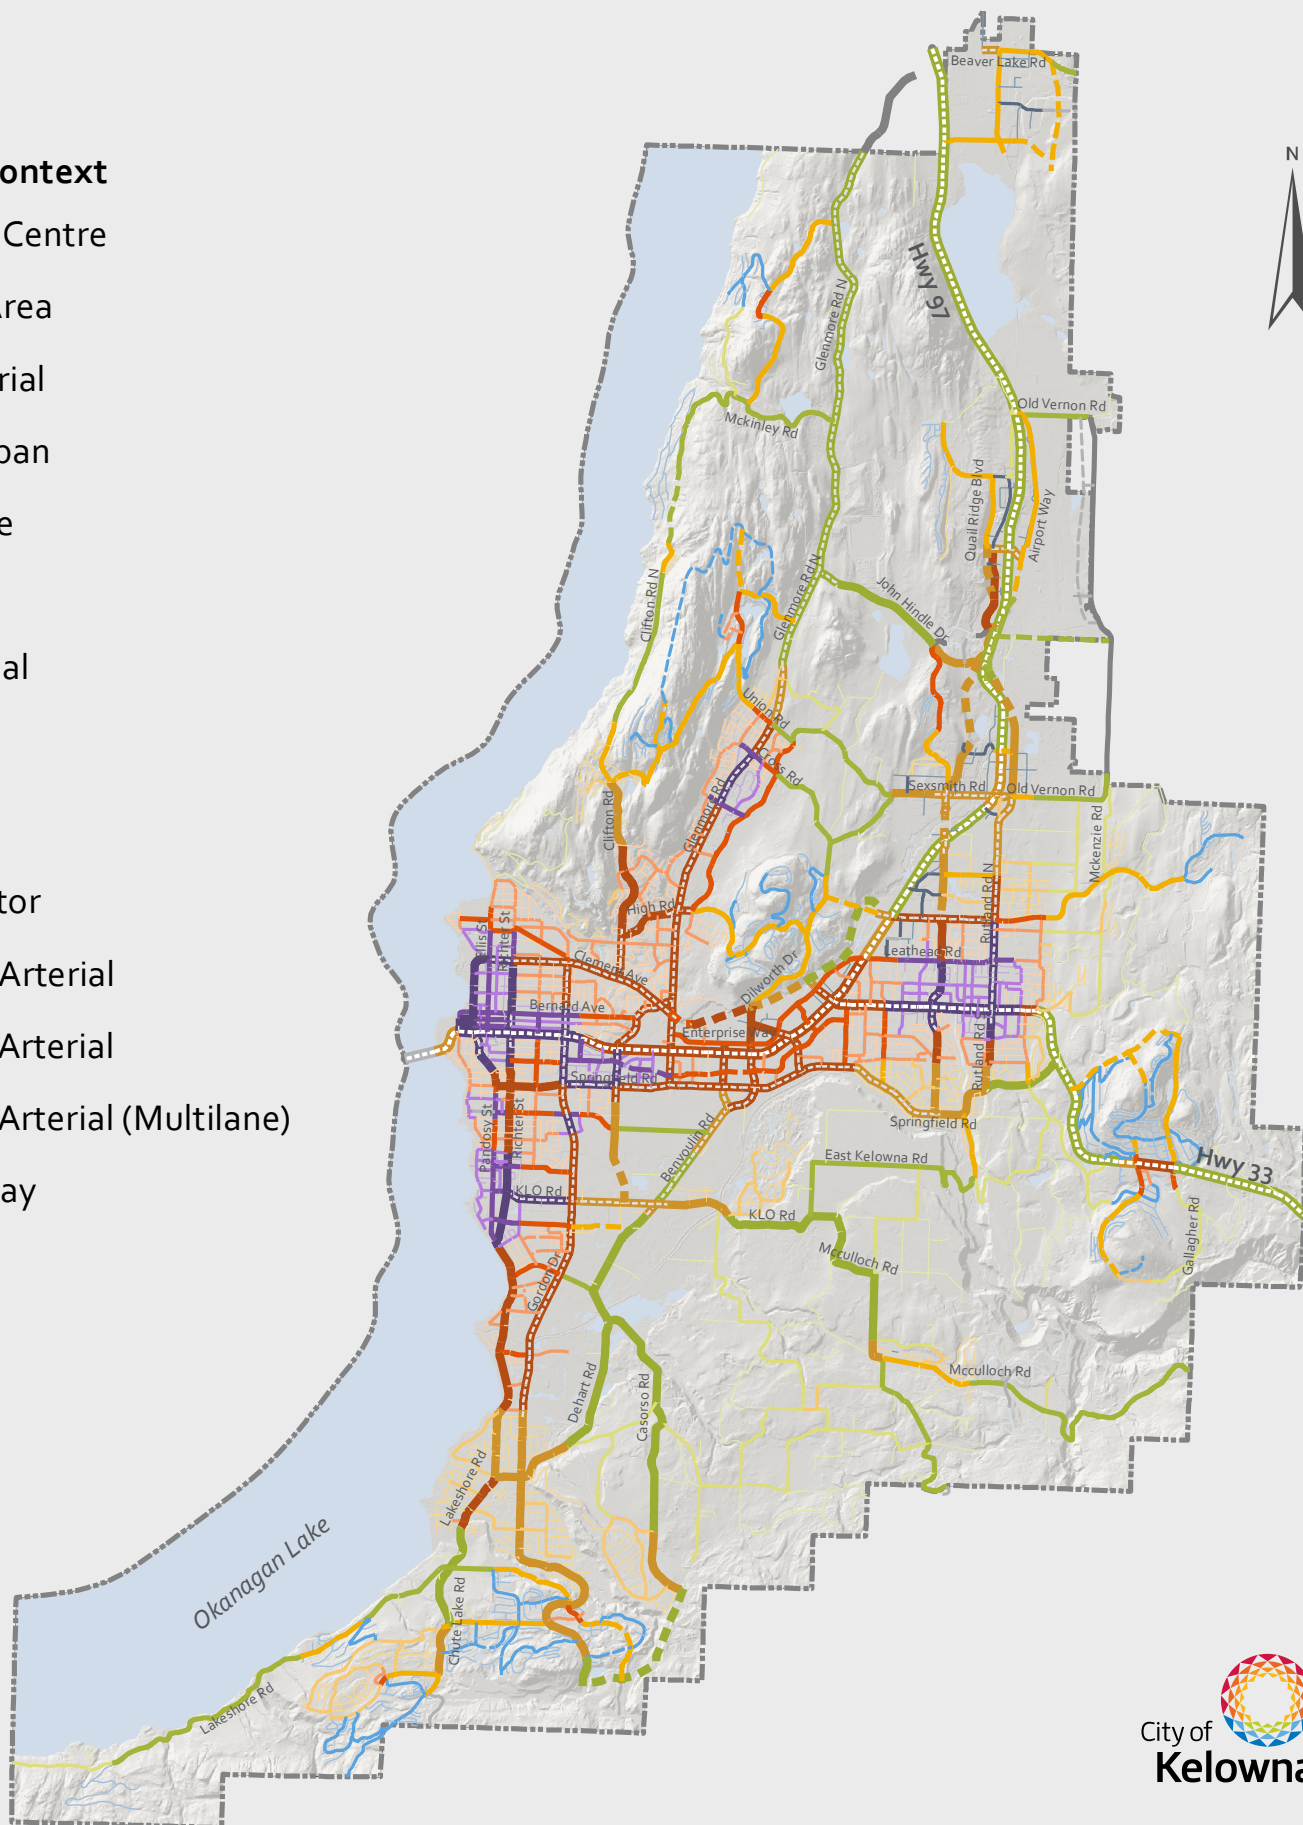 ontext
Centre
rea
rial
ban
e
al
tor
Arterial
Arterial
Arterial (Multilane)
ay
N
Beaver Lake Rd
Hwy 97
Glenmore Rd N
Old Vernon Rd
Mckinley Rd
Quail Ridge Blvd
Airport Way
Clifton Rd N
Glenmore Rd N
John Hindle Dr
Union Rd
Cross Rd
Sexsmith Rd
Old Vernon Rd
Clifton Rd
Glenmore Rd
Mckenzie Rd
High Rd
Rutland Rd N
Ellis St
Richter St
Clement Ave
Leathead Rd
Dilworth Dr
Bernard Ave
Enterprise Way
Rutland Rd S
Springfield Rd
Pandosy St
Richter St
Benvoulin Rd
Springfield Rd
East Kelowna Rd
Hwy 33
KLO Rd
KLO Rd
Gallagher Rd
Mcculloch Rd
Gordon Dr
Mcculloch Rd
Dehart Rd
Casorso Rd
Lakeshore Rd
Okanagan Lake
Chute Lake Rd
Lakeshore Rd
City of
Kelowna